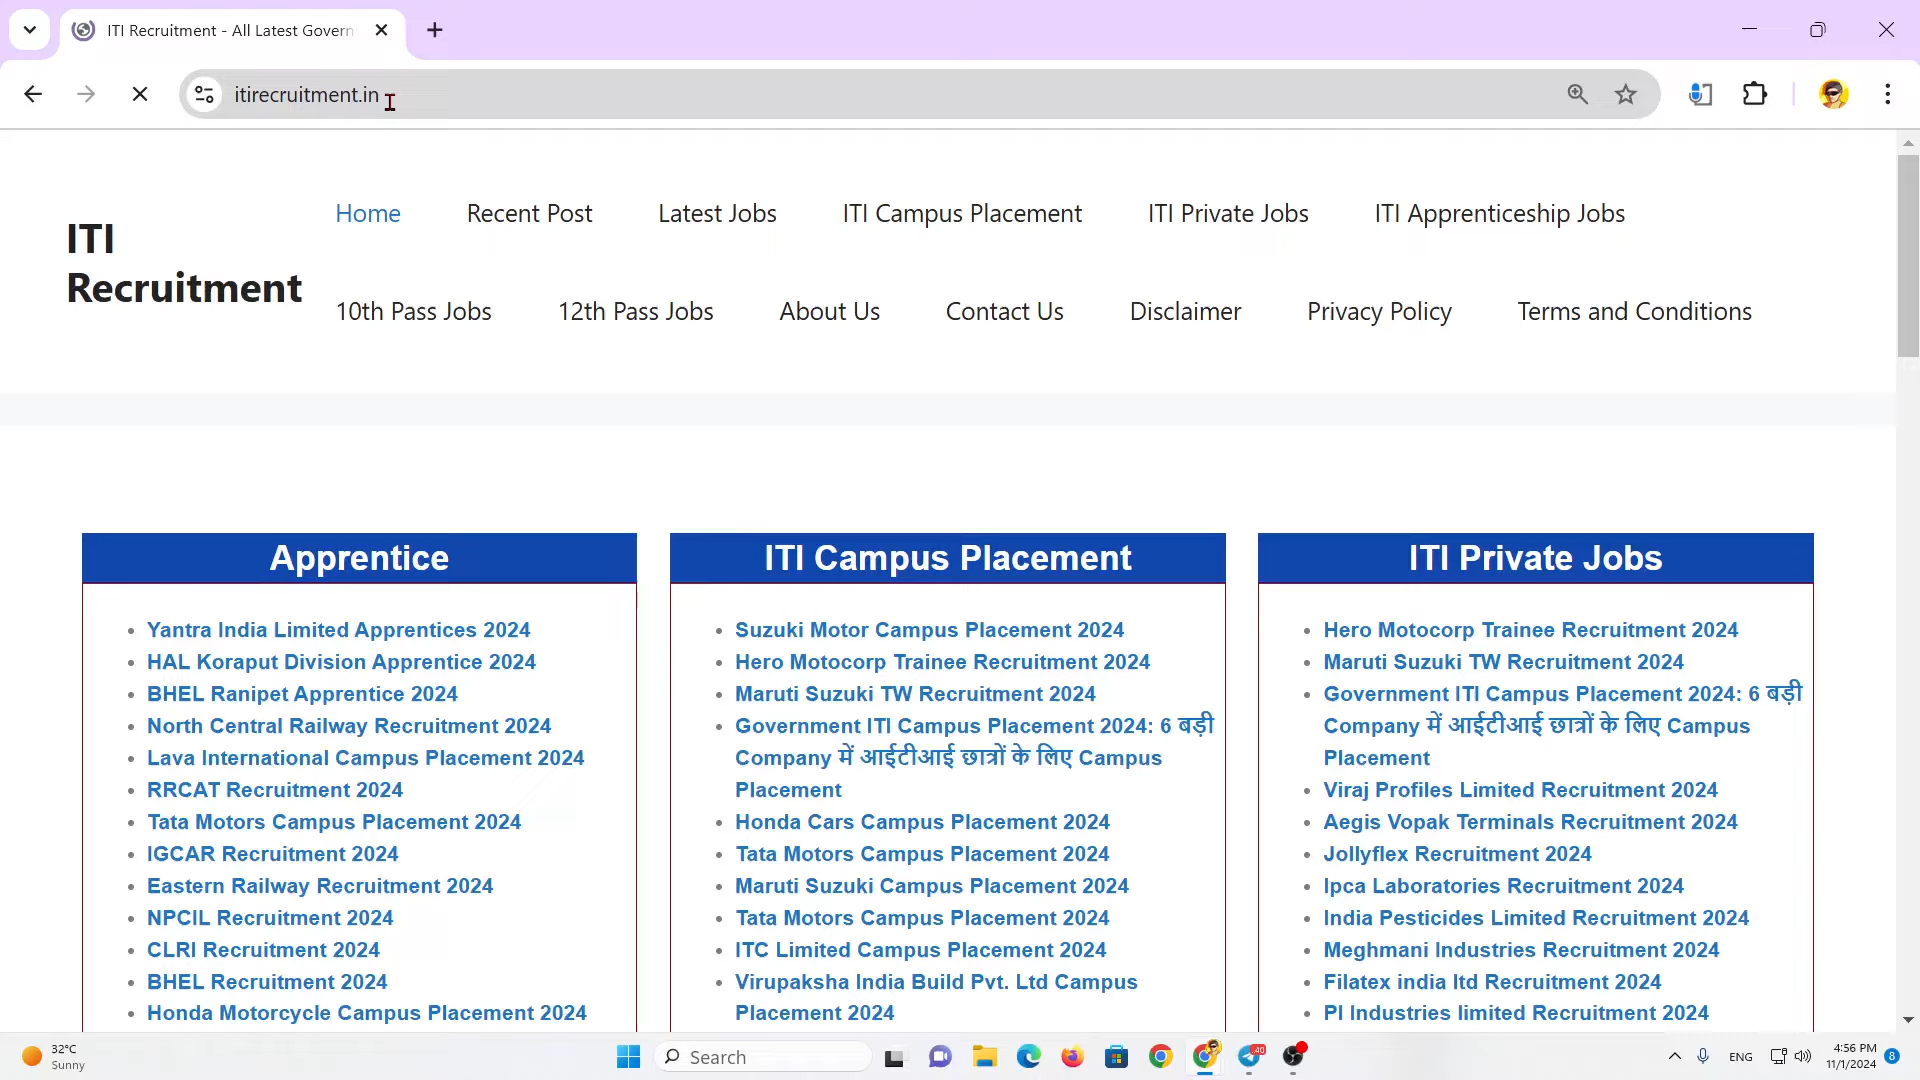 ITI Recruitment - All Latest Govern
itirecruitment.in
ITI
Recruitment
Home Recent Post Latest Jobs ITI Campus Placement ITI Private Jobs ITI Apprenticeship Jobs
10th Pass Jobs 12th Pass Jobs About Us Contact Us Disclaimer Privacy Policy Terms and Conditions
Apprentice
Yantra India Limited Apprentices 2024
HAL Koraput Division Apprentice 2024
BHEL Ranipet Apprentice 2024
North Central Railway Recruitment 2024
Lava International Campus Placement 2024
RRCAT Recruitment 2024
Tata Motors Campus Placement 2024
IGCAR Recruitment 2024
Eastern Railway Recruitment 2024
NPCIL Recruitment 2024
CLRI Recruitment 2024
BHEL Recruitment 2024
Honda Motorcycle Campus Placement 2024
ITI Campus Placement
Suzuki Motor Campus Placement 2024
Hero Motocorp Trainee Recruitment 2024
Maruti Suzuki TW Recruitment 2024
Government ITI Campus Placement 2024: 6 बड़ी
Company में आईटीआई छात्रों के लिए Campus
Placement
Honda Cars Campus Placement 2024
Tata Motors Campus Placement 2024
Maruti Suzuki Campus Placement 2024
Tata Motors Campus Placement 2024
ITC Limited Campus Placement 2024
Virupaksha India Build Pvt. Ltd Campus
Placement 2024
ITI Private Jobs
Hero Motocorp Trainee Recruitment 2024
Maruti Suzuki TW Recruitment 2024
Government ITI Campus Placement 2024: 6 बड़ी
Company में आईटीआई छात्रों के लिए Campus
Placement
Viraj Profiles Limited Recruitment 2024
Aegis Vopak Terminals Recruitment 2024
Jollyflex Recruitment 2024
Ipca Laboratories Recruitment 2024
India Pesticides Limited Recruitment 2024
Meghmani Industries Recruitment 2024
Filatex india ltd Recruitment 2024
PI Industries limited Recruitment 2024
32°C
Sunny
Search
40
ENG
4:56 PM
11/1/2024
8